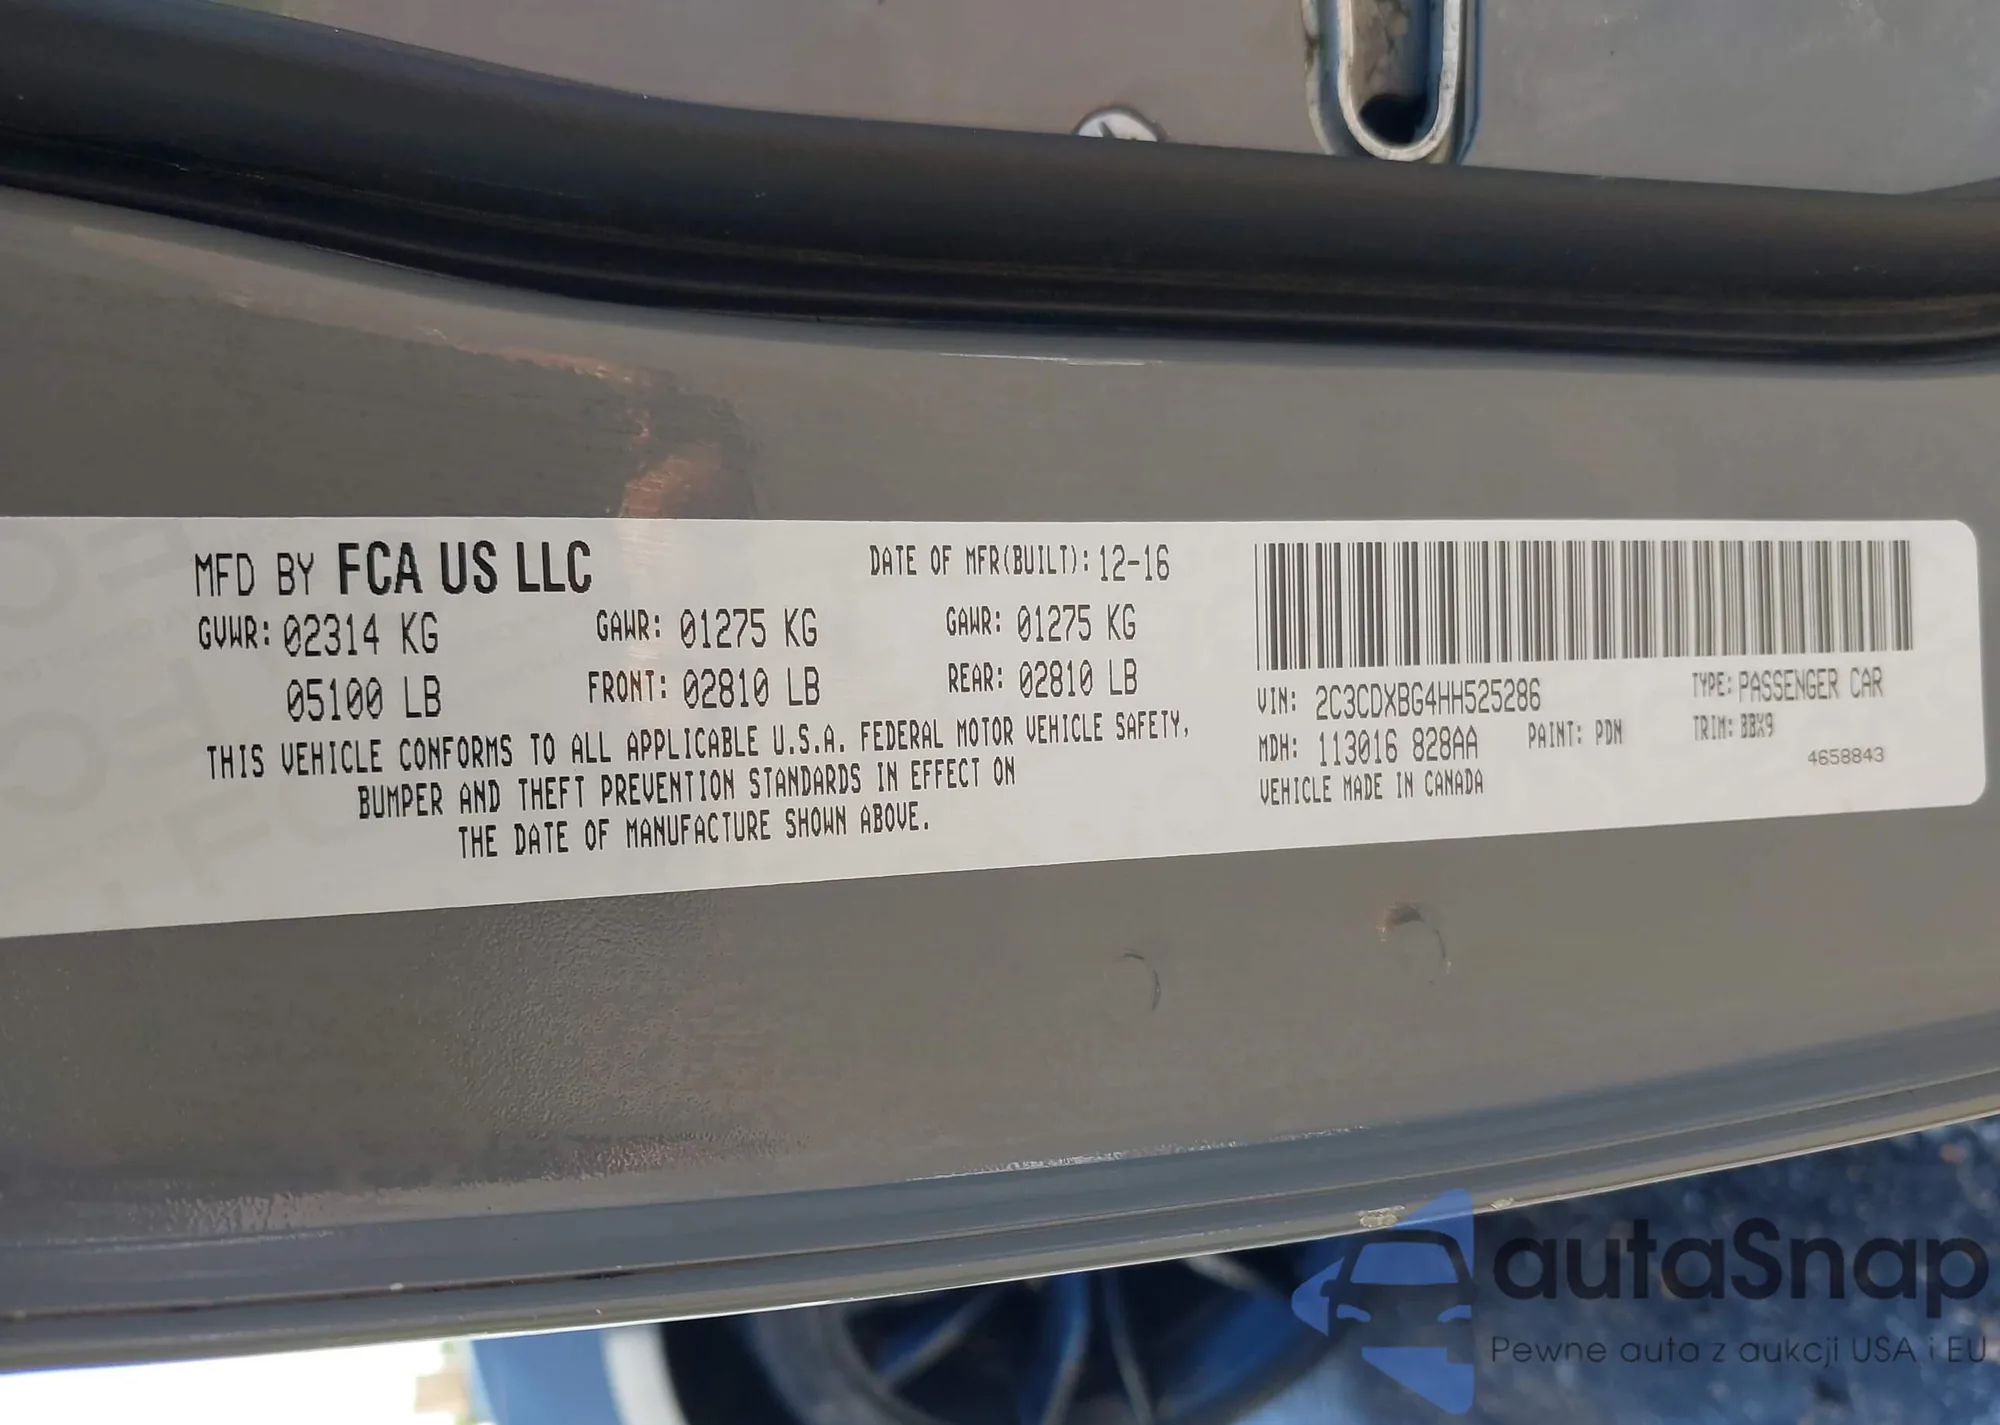 MFD BY FCA US LLC
DATE OF MFR(BUILT): 12-16
GVWR: 02314 KG
GAWR: 01275 KG
GAWR: 01275 KG
05100 LB
FRONT: 02810 LB
REAR: 02810 LB
THIS VEHICLE CONFORMS TO ALL APPLICABLE U.S.A. FEDERAL MOTOR VEHICLE SAFETY,
BUMPER AND THEFT PREVENTION STANDARDS IN EFFECT ON
THE DATE OF MANUFACTURE SHOWN ABOVE.
VIN: 2C3CDXBG4HH525286
TYPE: PASSENGER CAR
MDH: 113016 828AA
PAINT: PDN
TRIM: BBX9
VEHICLE MADE IN CANADA
4658843
autaSnap
Pewne auta z aukcji USA i EU